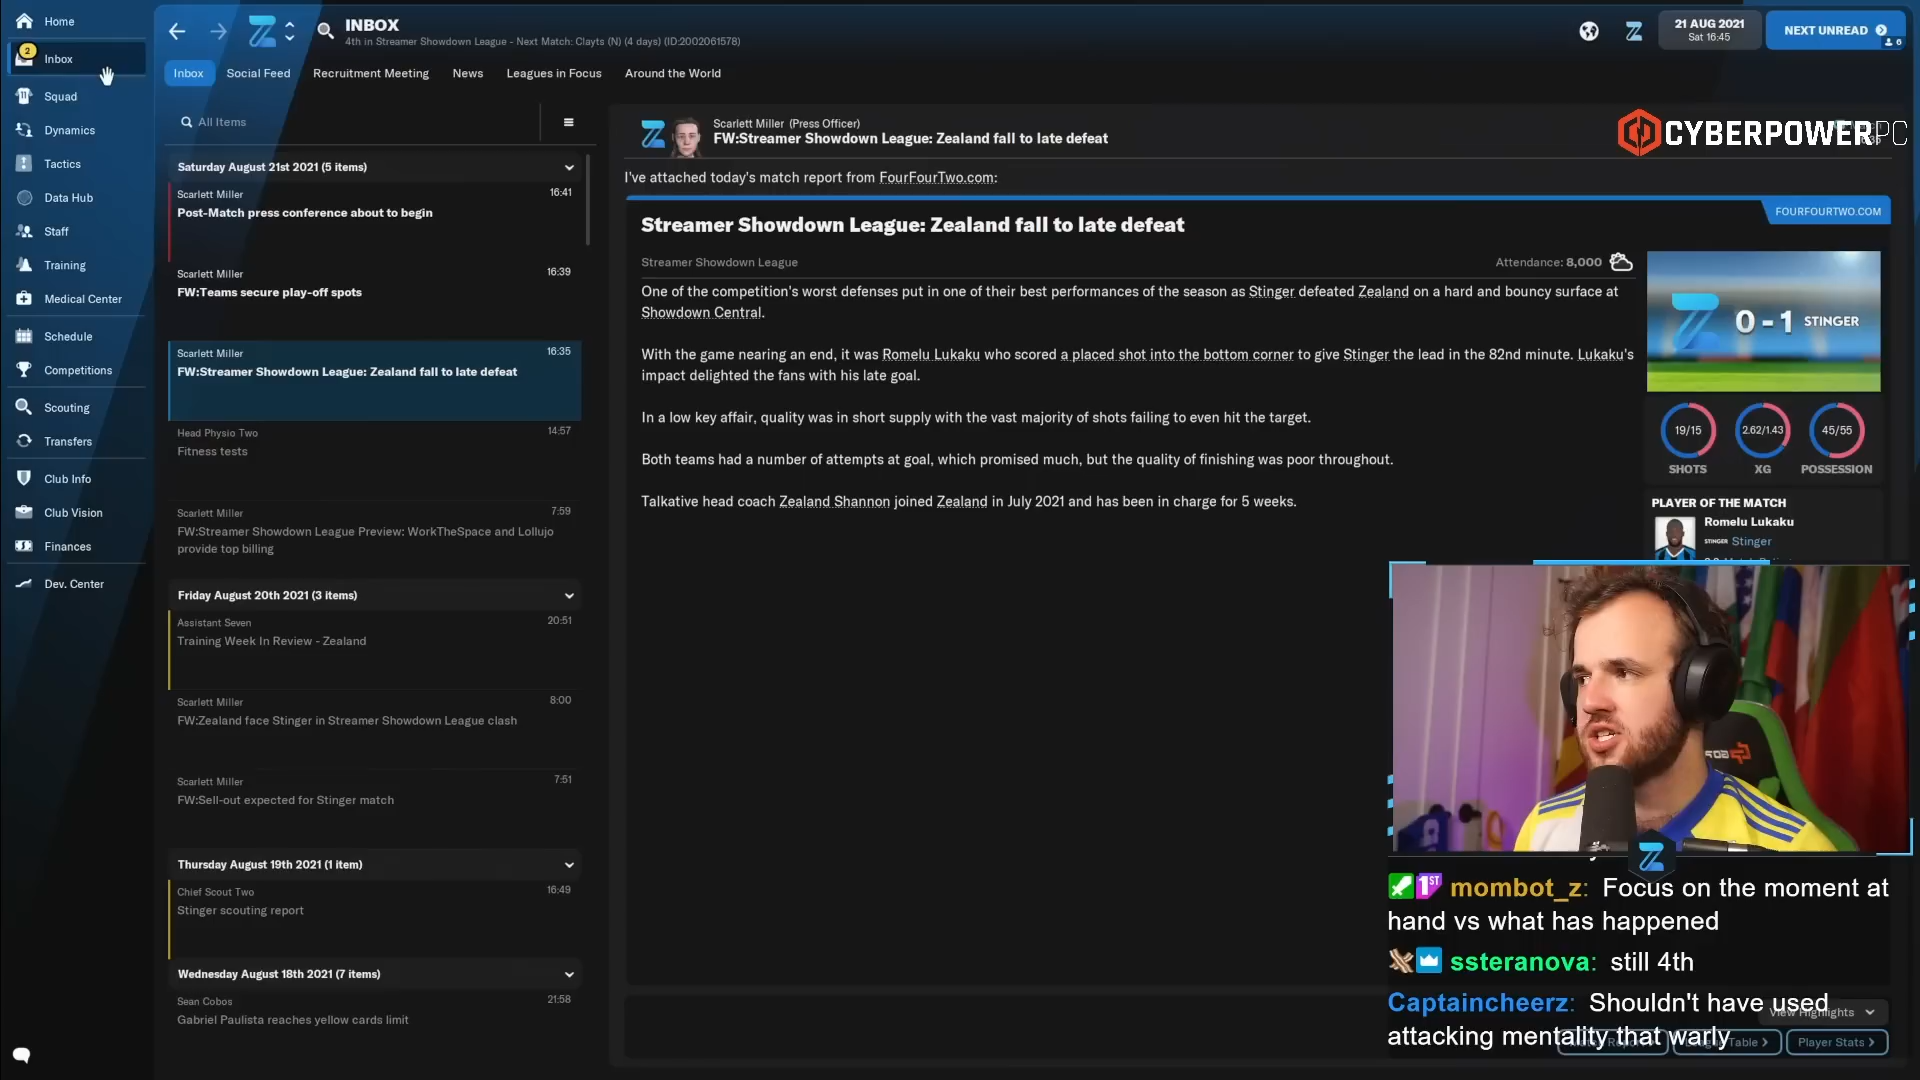 Home
2
Inbox
Squad
Dynamics
Tactics
Data Hub
Staff
Training
Medical Center
Schedule
Competitions
Scouting
Transfers
Club Info
Club Vision
Finances
Dev. Center
INBOX
4th in Streamer Showdown League - Next Match: Clayts (N) (4 days) (ID:2002061578)
21 AUG 2021
Sat 16:45
NEXT UNREAD
6
Inbox
Social Feed
Recruitment Meeting
News
Leagues in Focus
Around the World
All Items
Saturday August 21st 2021 (5 items)
Scarlett Miller 16:41
Post-Match press conference about to begin
Scarlett Miller 16:39
FW:Teams secure play-off spots
Scarlett Miller 16:35
FW:Streamer Showdown League: Zealand fall to late defeat
Head Physio Two 14:57
Fitness tests
Scarlett Miller 7:59
FW:Streamer Showdown League Preview: WorkTheSpace and Lollujo
provide top billing
Friday August 20th 2021 (3 items)
Assistant Seven 20:51
Training Week In Review - Zealand
Scarlett Miller 8:00
FW:Zealand face Stinger in Streamer Showdown League clash
Scarlett Miller 7:51
FW:Sell-out expected for Stinger match
Thursday August 19th 2021 (1 item)
Chief Scout Two 16:49
Stinger scouting report
Wednesday August 18th 2021 (7 items)
Sean Cobos 21:58
Gabriel Paulista reaches yellow cards limit
Scarlett Miller (Press Officer)
FW:Streamer Showdown League: Zealand fall to late defeat
CYBERPOWERPC
I've attached today's match report from FourFourTwo.com:
FOURFOURTWO.COM
Streamer Showdown League: Zealand fall to late defeat
Streamer Showdown League
Attendance: 8,000
One of the competition's worst defenses put in one of their best performances of the season as Stinger defeated Zealand on a hard and bouncy surface at
Showdown Central.
With the game nearing an end, it was Romelu Lukaku who scored a placed shot into the bottom corner to give Stinger the lead in the 82nd minute. Lukaku's
impact delighted the fans with his late goal.
In a low key affair, quality was in short supply with the vast majority of shots failing to even hit the target.
Both teams had a number of attempts at goal, which promised much, but the quality of finishing was poor throughout.
Talkative head coach Zealand Shannon joined Zealand in July 2021 and has been in charge for 5 weeks.
0 - 1 STINGER
19/15 2.62/1.43 45/55
SHOTS XG POSSESSION
PLAYER OF THE MATCH
Romelu Lukaku
STINGER Stinger
1ST mombot_z: Focus on the moment at
hand vs what has happened
ssteranova: still 4th
Captaincheerz: Shouldn't have used
attacking mentality that warly
View Highlights
Table
Player Stats